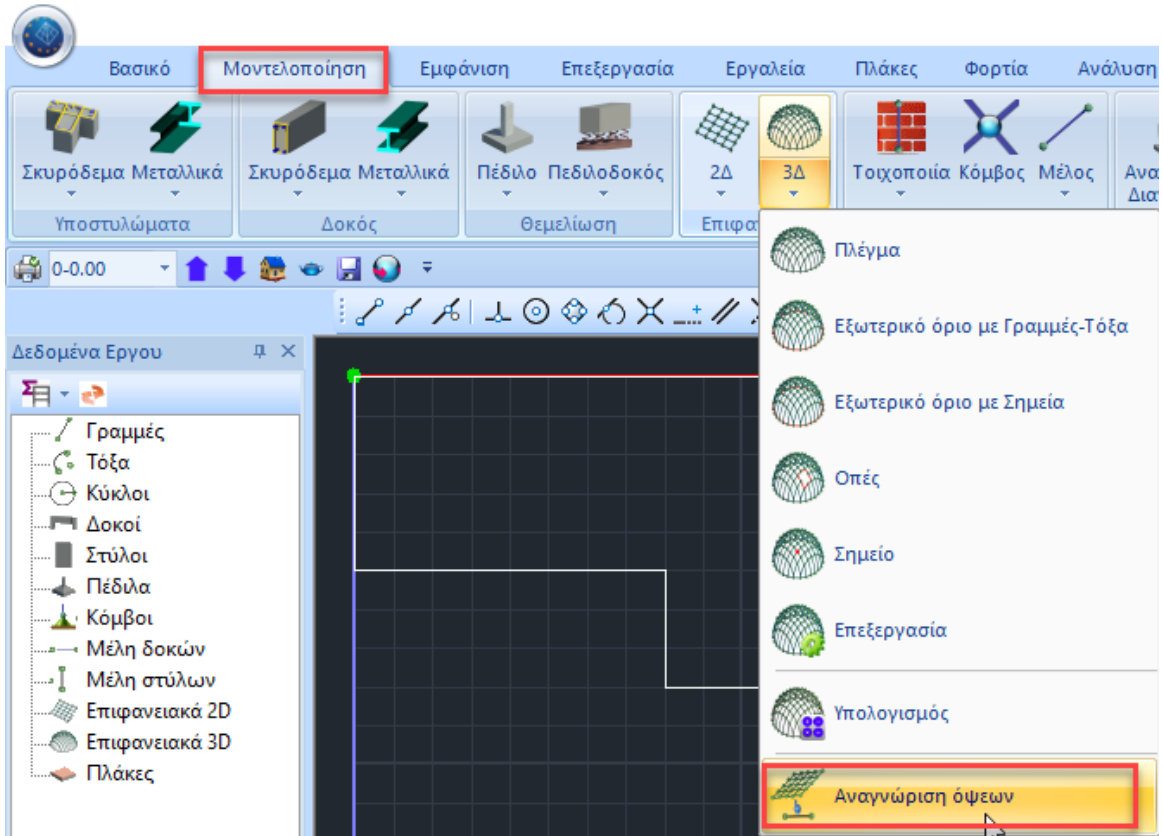 Βασικό Μοντελοποίηση Εμφάνιση Επεξεργασία Εργαλεία Πλάκες Φορτία Ανάλυση
Σκυρόδεμα Μεταλλικά Σκυρόδεμα Μεταλλικά Πέδιλο Πεδιλοδοκός 2Δ 3Δ Τοιχοποιία Κόμβος Μέλος
Υποστυλώματα Δοκός Θεμελίωση
0-0.00
Δεδομένα Εργου
Γραμμές
Τόξα
Κύκλοι
Δοκοί
Στύλοι
Πέδιλα
Κόμβοι
Μέλη δοκών
Μέλη στύλων
Επιφανειακά 2D
Επιφανειακά 3D
Πλάκες
Πλέγμα
Εξωτερικό όριο με Γραμμές-Τόξα
Εξωτερικό όριο με Σημεία
Οπές
Σημείο
Επεξεργασία
Υπολογισμός
Αναγνώριση όψεων